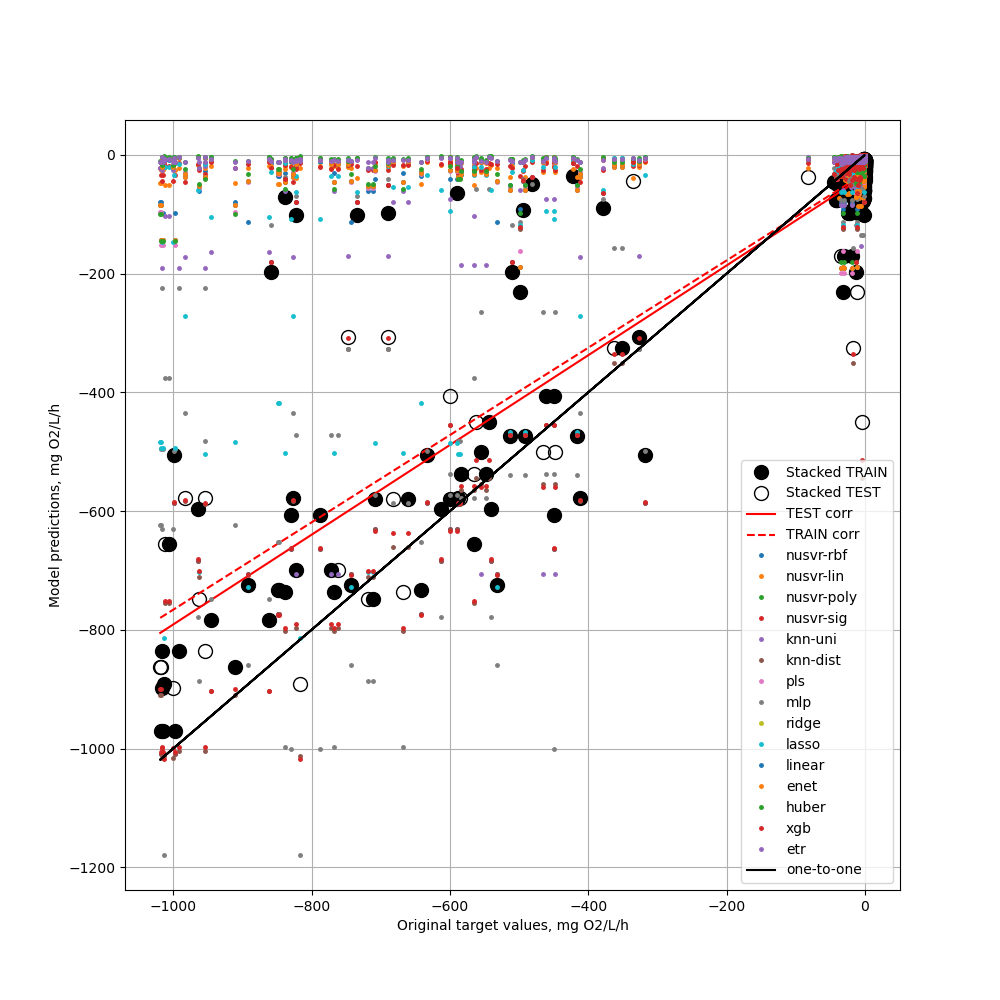 0
−200
−400
−600
−800
−1000
−1200
Model predictions, mg O2/L/h
−1000
−800
−600
−400
−200
0
Original target values, mg O2/L/h
Stacked TRAIN
Stacked TEST
TEST corr
TRAIN corr
nusvr-rbf
nusvr-lin
nusvr-poly
nusvr-sig
knn-uni
knn-dist
pls
mlp
ridge
lasso
linear
enet
huber
xgb
etr
one-to-one